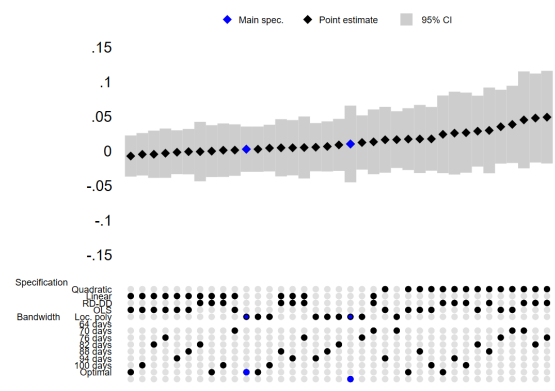 Main spec. Point estimate 95% CI
.15
.1
.05
0
-.05
-.1
-.15
Specification
Quadratic
Linear
RD-DD
OLS
Bandwidth Loc. poly
64 days
70 days
76 days
82 days
88 days
94 days
100 days
Optimal